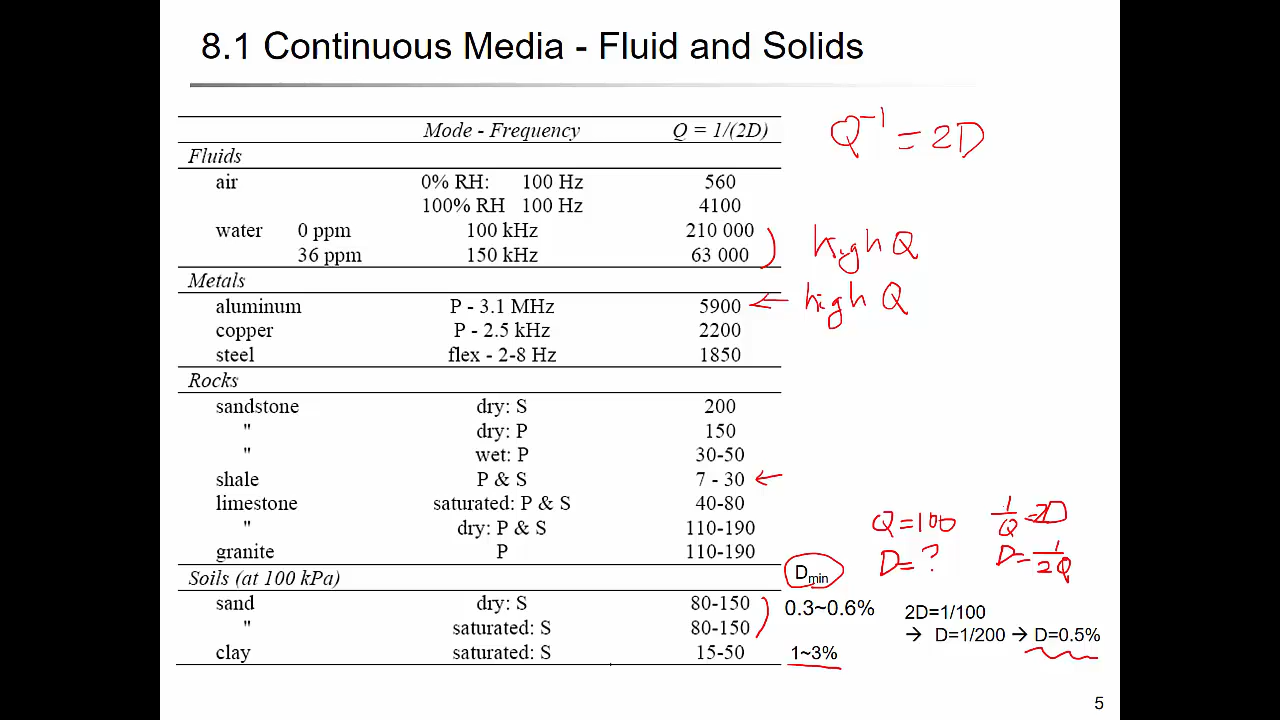 8.1 Continuous Media - Fluid and Solids
Mode - Frequency Q = 1/(2D)
Q⁻¹ = 2D
Fluids
air 0% RH: 100 Hz 560
100% RH 100 Hz 4100
water 0 ppm 100 kHz 210 000
36 ppm 150 kHz 63 000
high Q
Metals
aluminum P - 3.1 MHz 5900 ← high Q
copper P - 2.5 kHz 2200
steel flex - 2-8 Hz 1850
Rocks
sandstone dry: S 200
" dry: P 150
" wet: P 30-50
shale P & S 7 - 30 ←
limestone saturated: P & S 40-80
" dry: P & S 110-190
granite P 110-190
Q = 100 1/Q = 2D
D = ? D = 1/2Q
Soils (at 100 kPa) Dmin
sand dry: S 80-150 0.3~0.6%
saturated: S 80-150
clay saturated: S 15-50 1~3%
2D=1/100
→ D=1/200 → D=0.5%
5